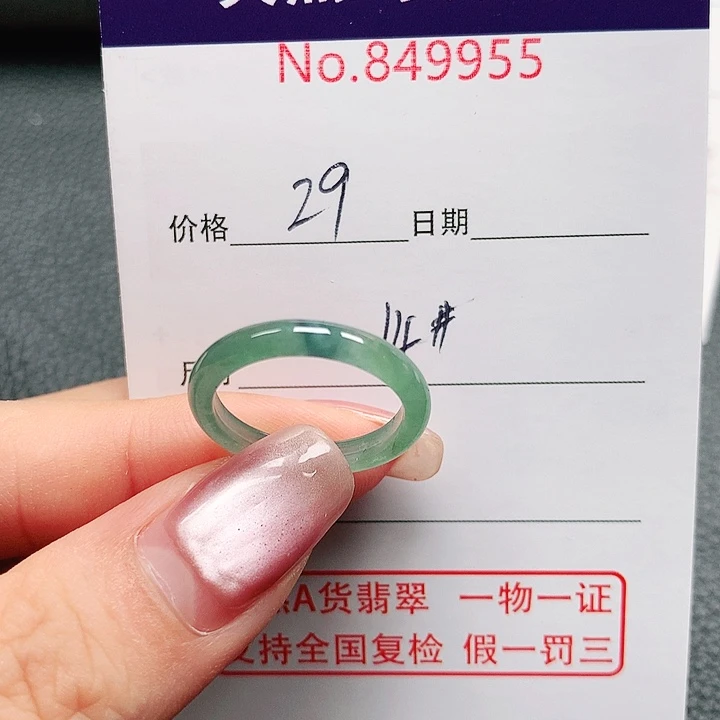 No.849955
价格 29 日期
A货翡翠 一物一证
支持全国复检 假一罚三